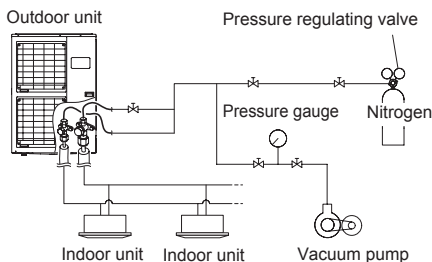 Outdoor unit
Pressure regulating valve
Pressure gauge
Nitrogen
Indoor unit
Indoor unit
Vacuum pump